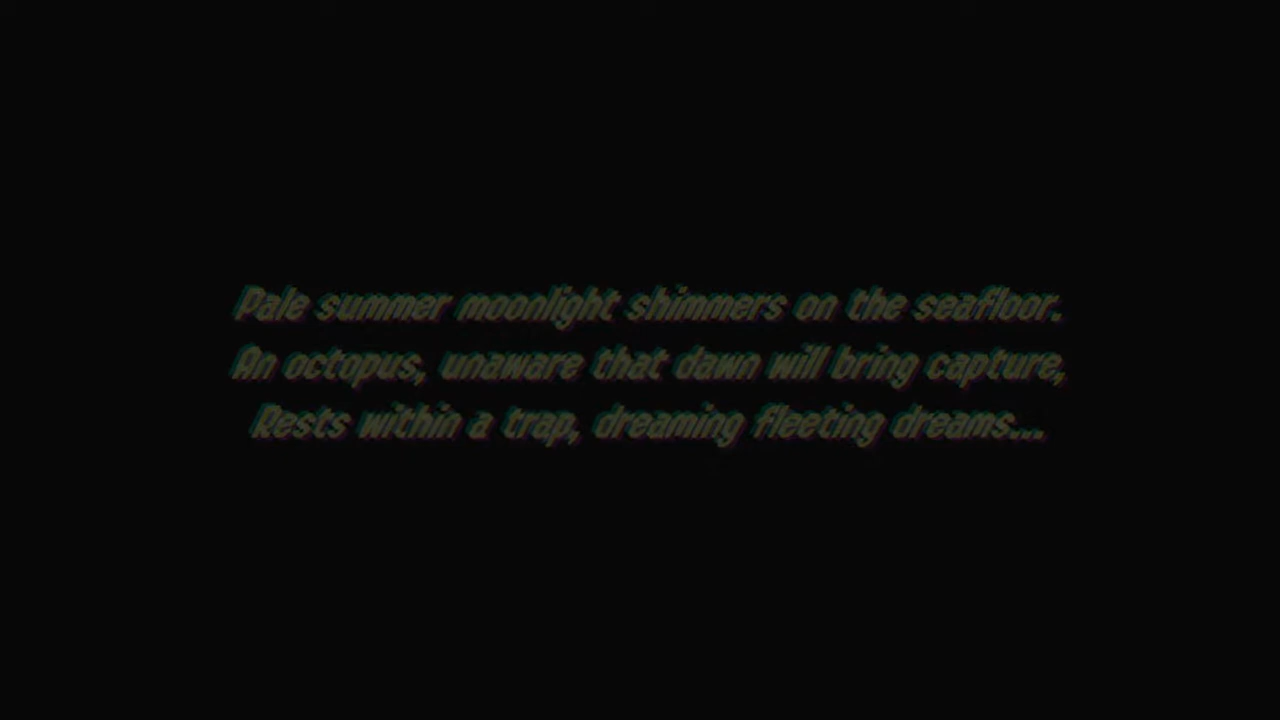 Pale summer moonlight shimmers on the seafloor.
An octopus, unaware that dawn will bring capture,
Rests within a trap, dreaming fleeting dreams...